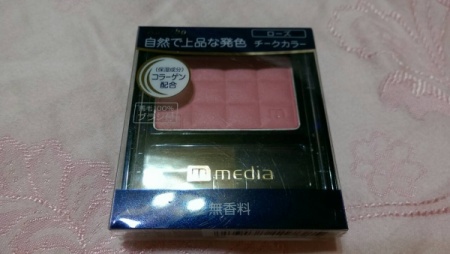 自然で上品な発色
ローズ
チークカラー
(保湿成分)
コラーゲン
配合
media
無香料